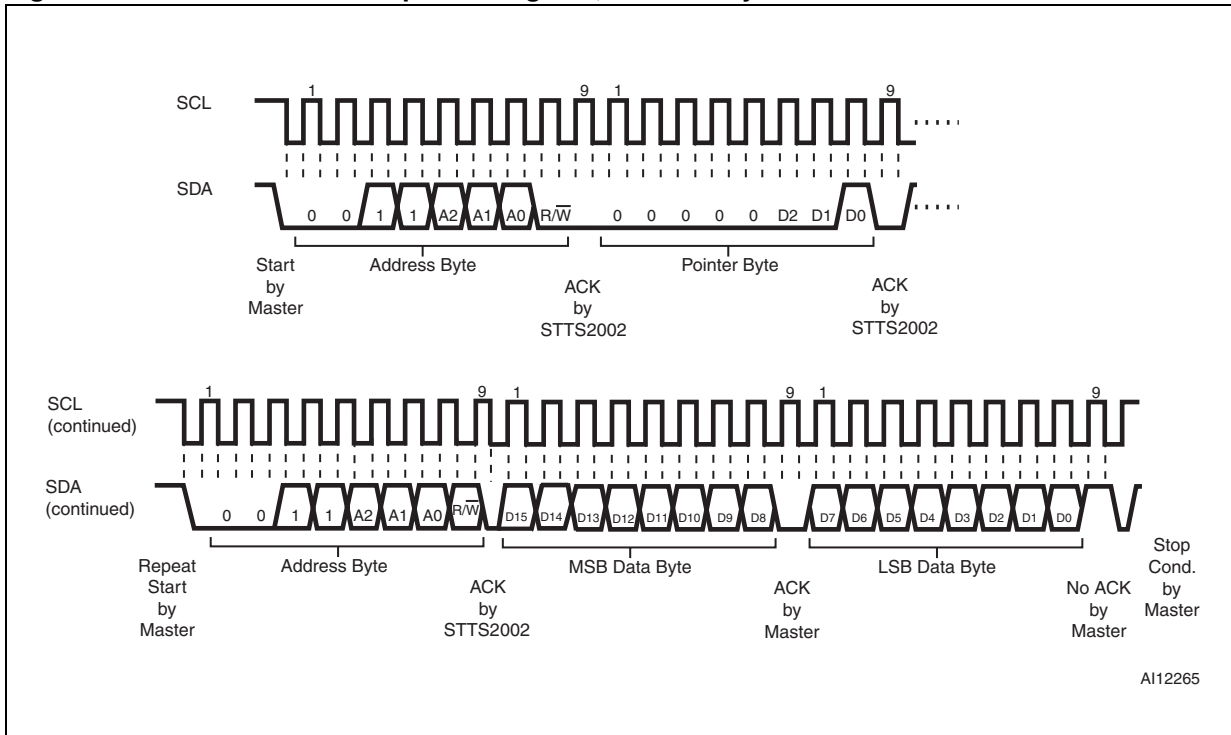 1 9 1 9
SCL
SDA
0 0 1 1 A2 A1 A0 R/W 0 0 0 0 0 D2 D1 D0
Address Byte Pointer Byte
Start
by
Master
ACK
by
STTS2002
ACK
by
STTS2002
1 9 1 9 1 9
SCL
(continued)
SDA
(continued)
0 0 1 1 A2 A1 A0 R/W D15 D14 D13 D12 D11 D10 D9 D8 D7 D6 D5 D4 D3 D2 D1 D0
Address Byte MSB Data Byte LSB Data Byte
Repeat
Start
by
Master
ACK
by
STTS2002
ACK
by
Master
No ACK
by
Master
Stop
Cond.
by
Master
AI12265